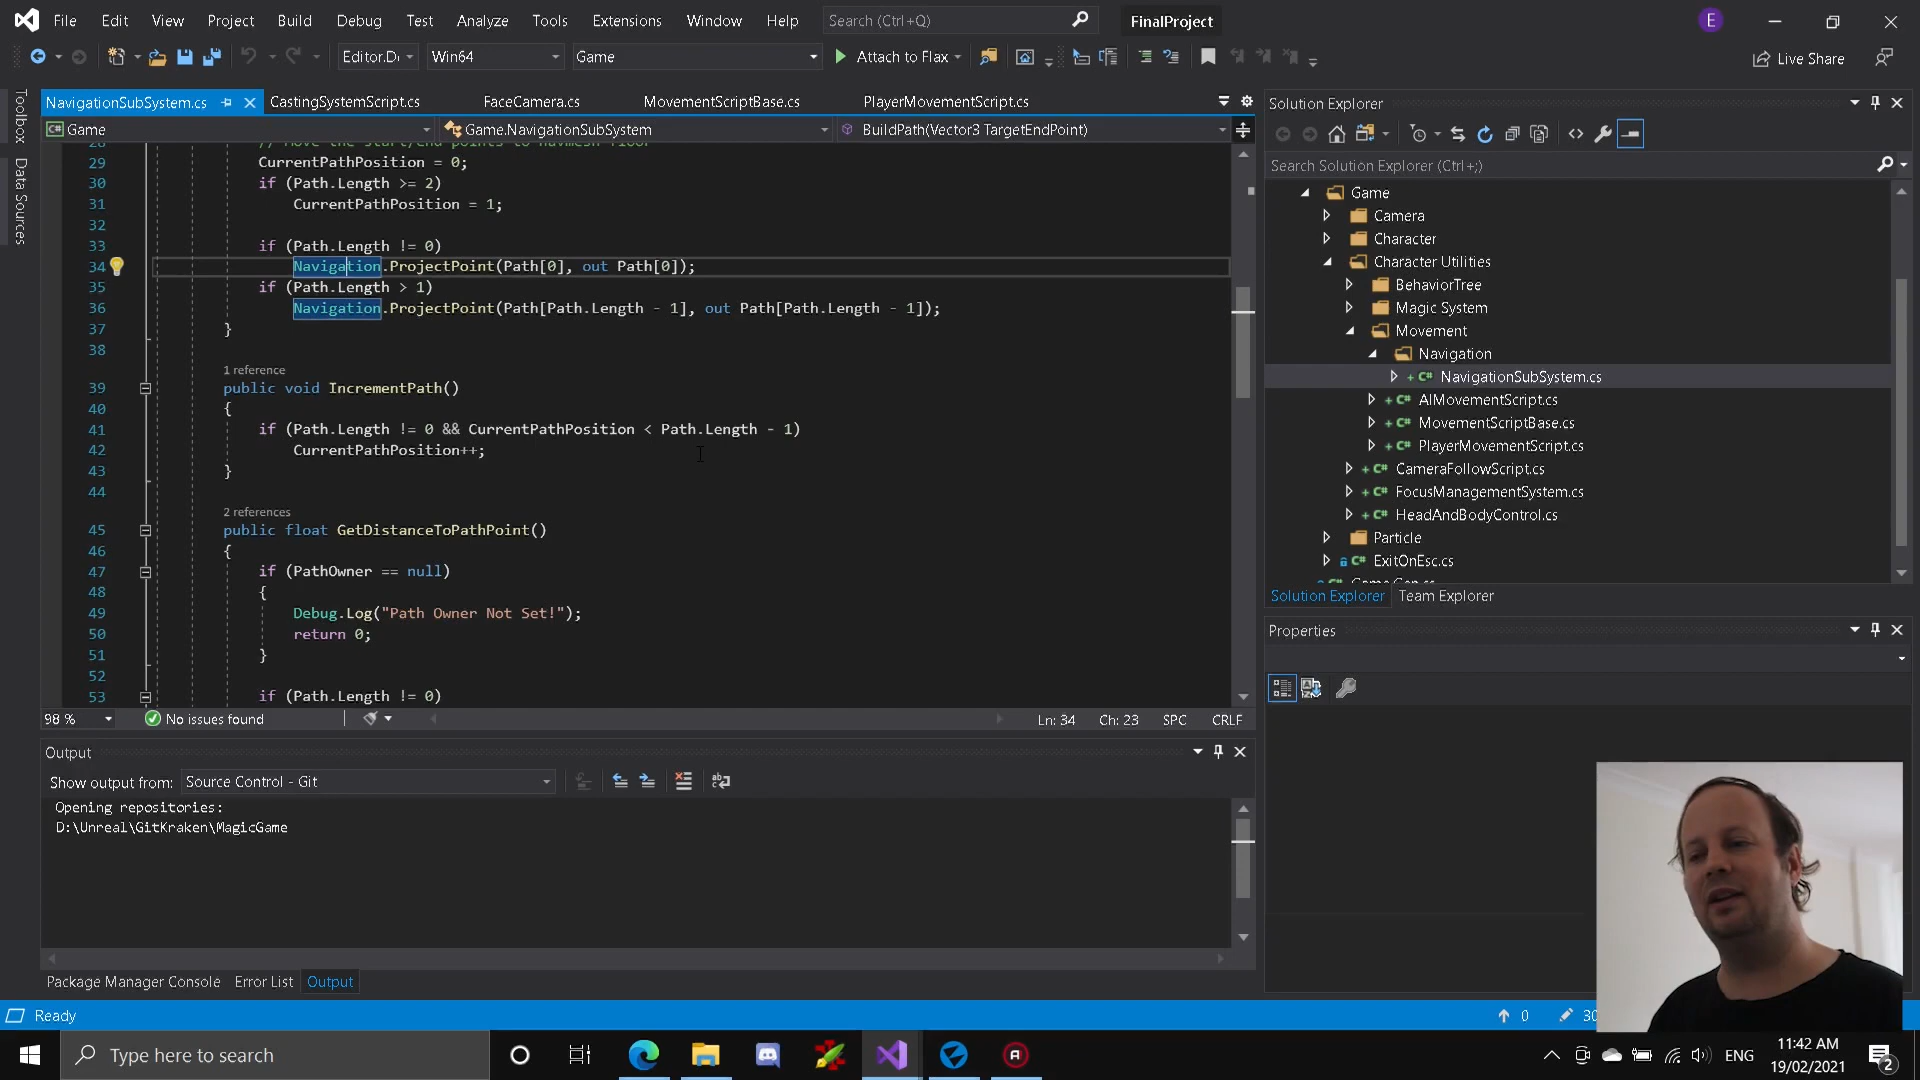 File Edit View Project Build Debug Test Analyze Tools Extensions Window Help Search (Ctrl+Q) FinalProject E
Editor.D Win64 Game Attach to Flax Live Share
Toolbox
Data Sources
NavigationSubSystem.cs CastingSystemScript.cs FaceCamera.cs MovementScriptBase.cs PlayerMovementScript.cs
Game Game.NavigationSubSystem BuildPath(Vector3 TargetEndPoint)
28 // Move the start/end points to navmesh floor
29 CurrentPathPosition = 0;
30 if (Path.Length >= 2)
31 CurrentPathPosition = 1;
32
33 if (Path.Length != 0)
34 Navigation.ProjectPoint(Path[0], out Path[0]);
35 if (Path.Length > 1)
36 Navigation.ProjectPoint(Path[Path.Length - 1], out Path[Path.Length - 1]);
37 }
38
1 reference
39 public void IncrementPath()
40 {
41 if (Path.Length != 0 && CurrentPathPosition < Path.Length - 1)
42 CurrentPathPosition++;
43 }
44
2 references
45 public float GetDistanceToPathPoint()
46 {
47 if (PathOwner == null)
48 {
49 Debug.Log("Path Owner Not Set!");
50 return 0;
51 }
52
53 if (Path.Length != 0)
98 % No issues found Ln: 34 Ch: 23 SPC CRLF
Output
Show output from: Source Control - Git
Opening repositories:
D:\Unreal\GitKraken\MagicGame
Package Manager Console Error List Output
Solution Explorer
Search Solution Explorer (Ctrl+;)
Game
Camera
Character
Character Utilities
BehaviorTree
Magic System
Movement
Navigation
NavigationSubSystem.cs
AIMovementScript.cs
MovementScriptBase.cs
PlayerMovementScript.cs
CameraFollowScript.cs
FocusManagementSystem.cs
HeadAndBodyControl.cs
Particle
ExitOnEsc.cs
Solution Explorer Team Explorer
Properties
Ready 0 30
Type here to search ENG 11:42 AM
19/02/2021 2